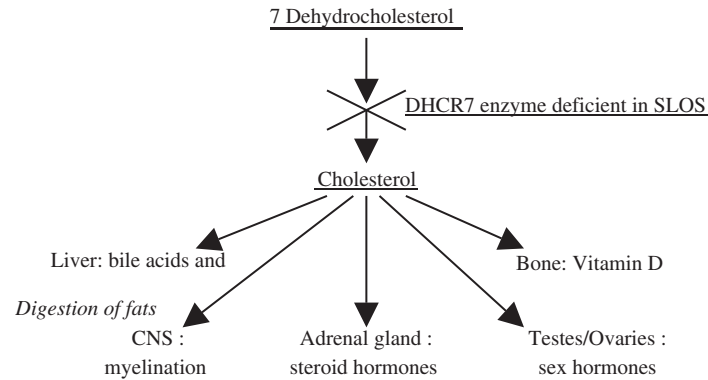 7 Dehydrocholesterol
DHCR7 enzyme deficient in SLOS
Cholesterol
Liver: bile acids and
Digestion of fats
Bone: Vitamin D
CNS :
myelination
Adrenal gland :
steroid hormones
Testes/Ovaries :
sex hormones